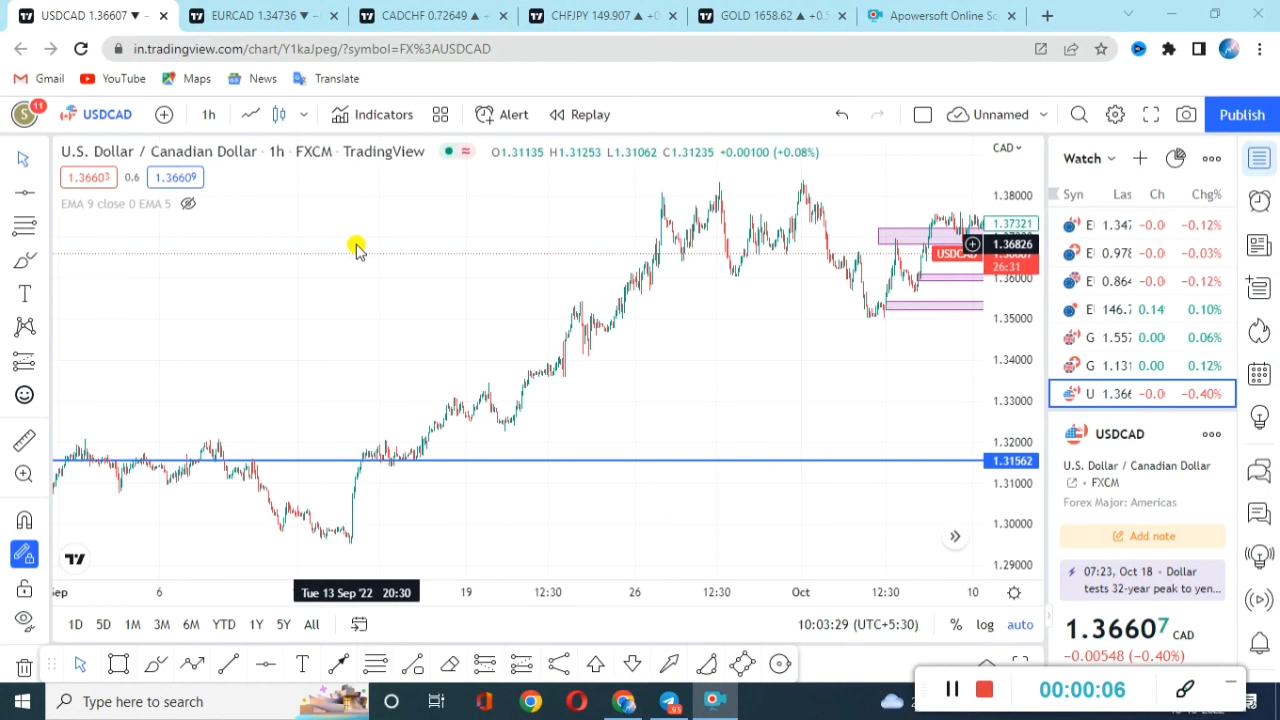 USDCAD 1.36607 ▼
EURCAD 1.34736 ▼
CADCHF 0.72649 ▲
CHFJPY 149.907 ▲ +0
GOLD 1658.62 ▲ +0.5
Apowersoft Online Sc
in.tradingview.com/chart/Y1kaJpeg/?symbol=FX%3AUSDCAD
Gmail
YouTube
Maps
News
Translate
S
11
USDCAD
1h
Indicators
Alert
Replay
Unnamed
Publish
U.S. Dollar / Canadian Dollar · 1h · FXCM · TradingView
O1.31135 H1.31253 L1.31062 C1.31235 +0.00100 (+0.08%)
1.36603
0.6
1.36609
EMA 9 close 0 EMA 5
CAD
1.38000
1.37321
1.36826
USDCAD
26:31
1.36000
1.35000
1.34000
1.33000
1.32000
1.31562
1.31000
1.30000
1.29000
Sep
6
Tue 13 Sep '22 20:30
19
12:30
26
12:30
Oct
12:30
10
1D 5D 1M 3M 6M YTD 1Y 5Y All
10:03:29 (UTC+5:30)
% log auto
Watch
Syn Las Ch Chg%
E 1.347 -0.0 -0.12%
E 0.978 -0.0 -0.03%
E 0.864 -0.0 -0.12%
E 146.7 0.14 0.10%
G 1.557 0.00 0.06%
G 1.131 0.00 0.12%
U 1.366 -0.0 -0.40%
USDCAD
U.S. Dollar / Canadian Dollar
FXCM
Forex Major: Americas
Add note
07:23, Oct 18 • Dollar
tests 32-year peak to yen...
1.36607 CAD
−0.00548 (−0.40%)
00:00:06
Type here to search